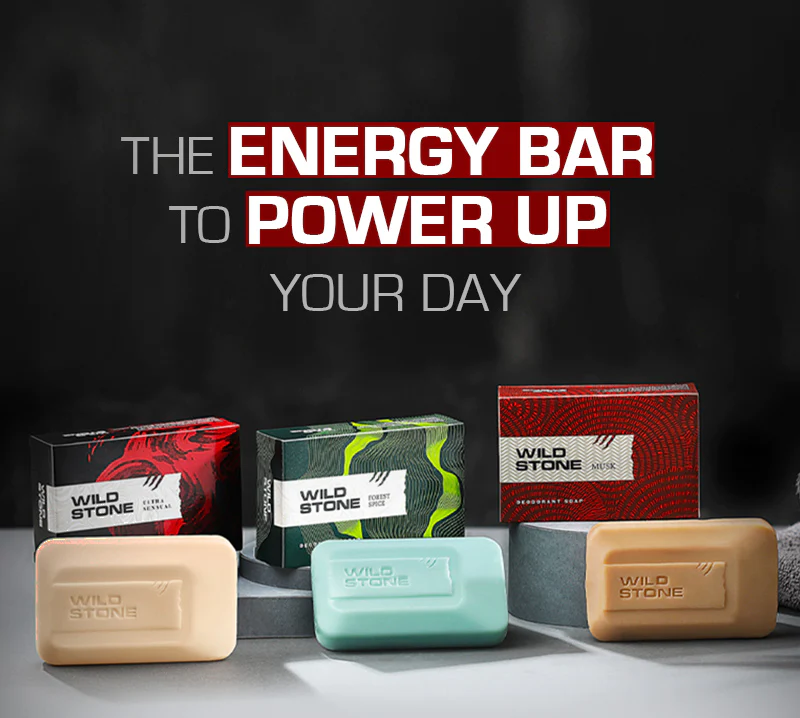 THE ENERGY BAR
TO POWER UP
YOUR DAY
WILD
STONE
ULTRA
SENSUAL
WILD
STONE
FOREST
SPICE
WILD
STONE
MUSK
DEODORANT SOAP
WILD
STONE
WILD
STONE
WILD
STONE